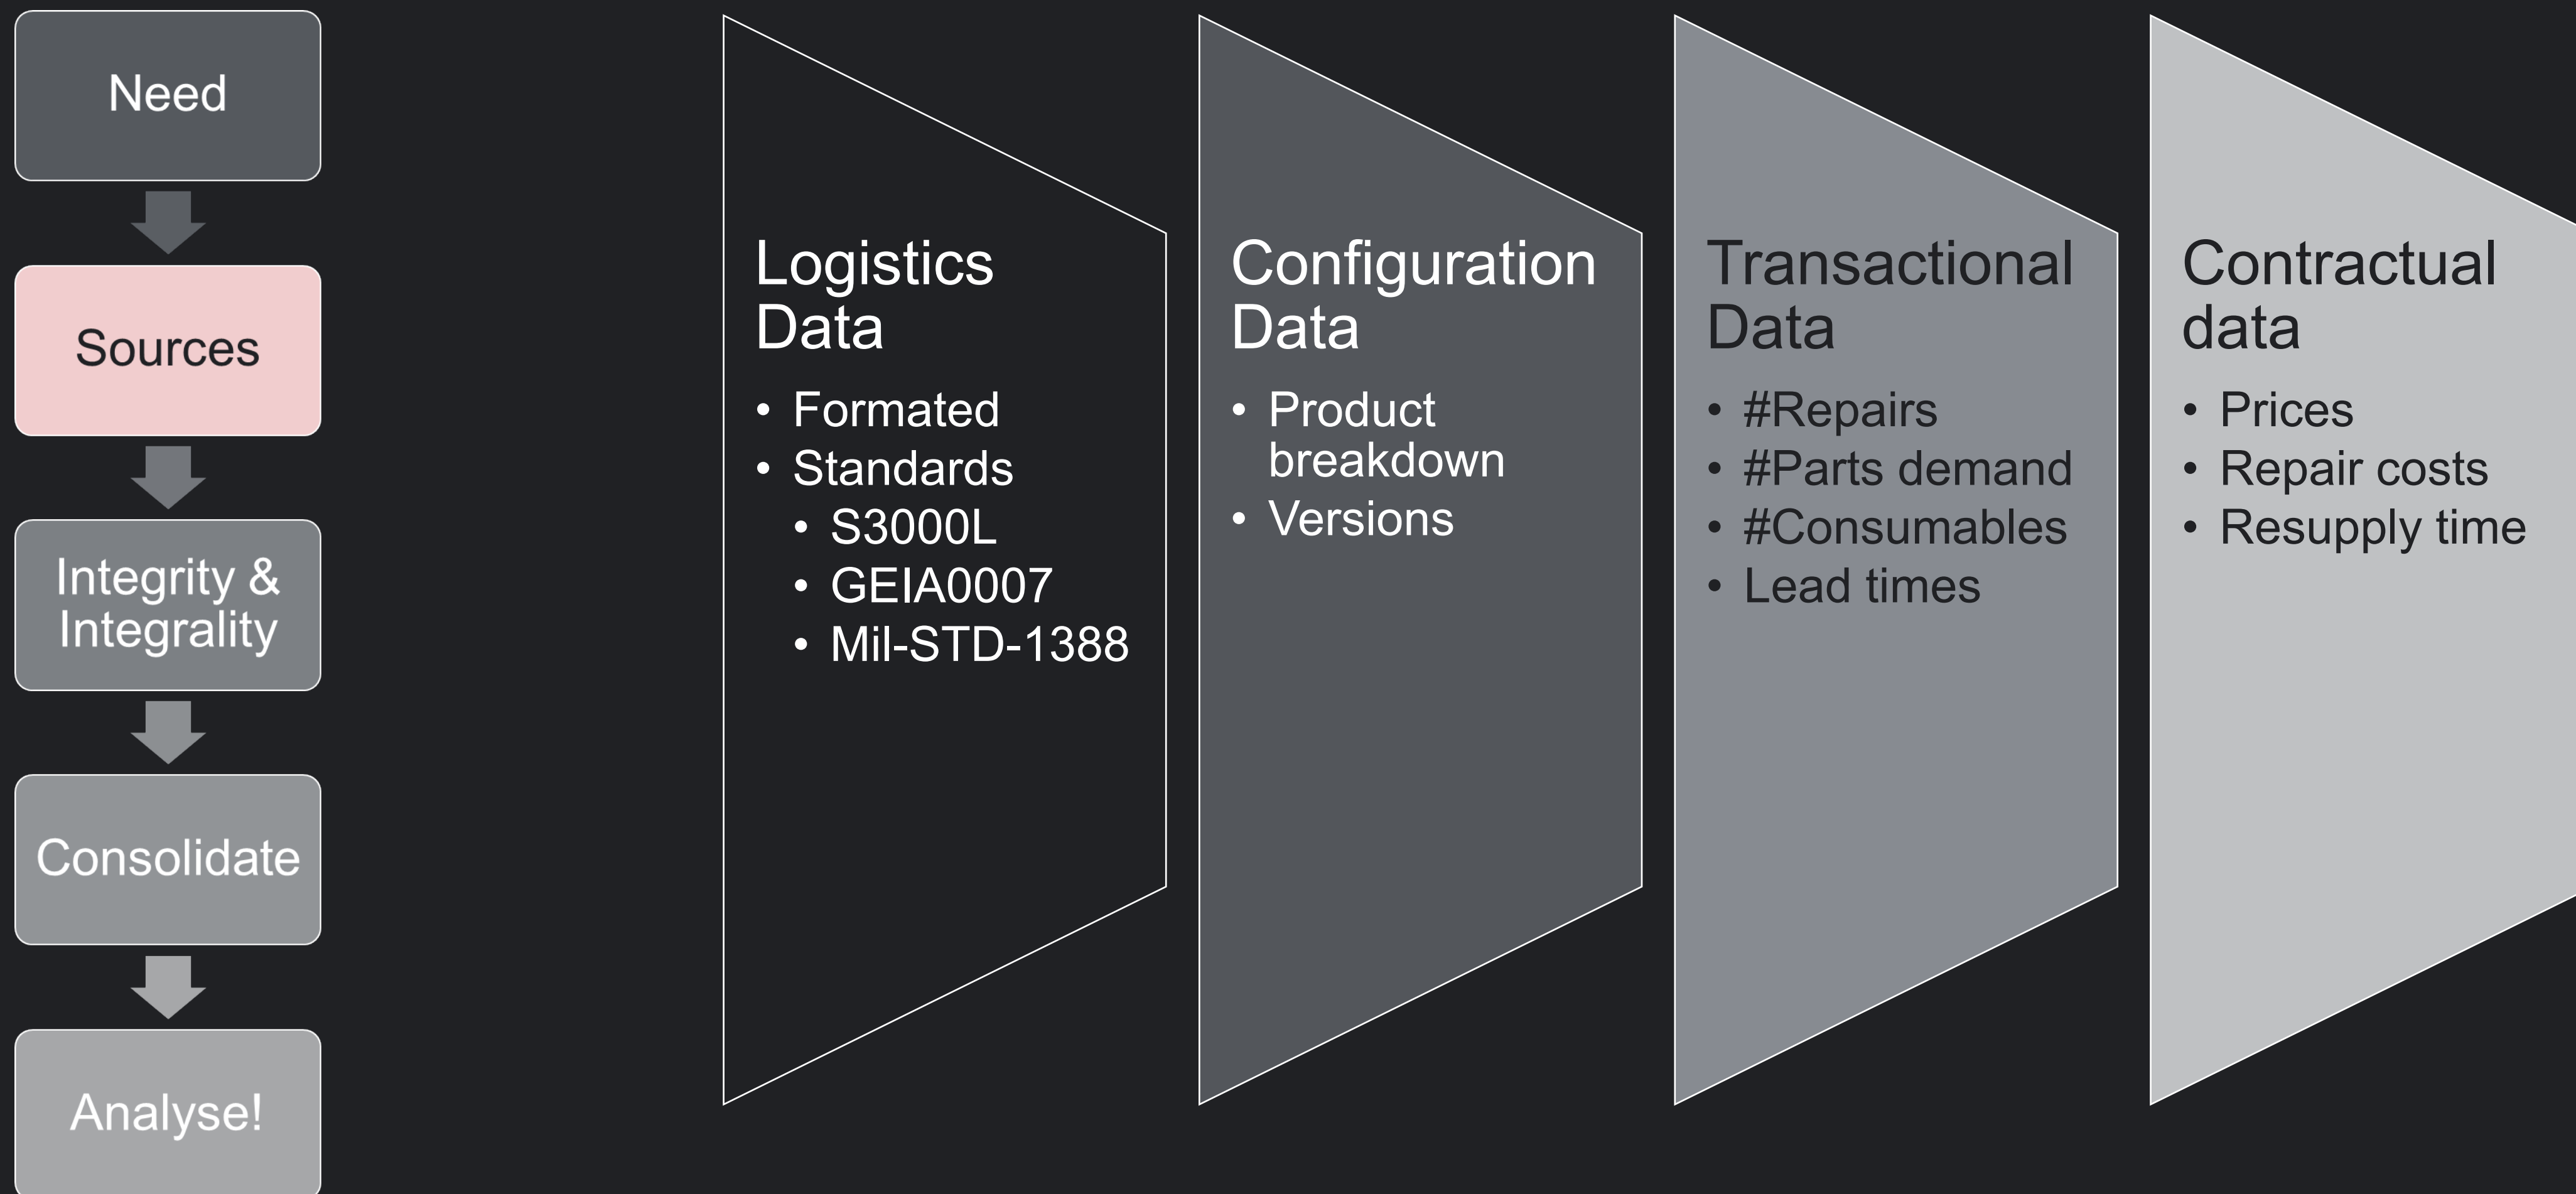 Need
Sources
Integrity &
Integrality
Consolidate
Analyse!
Logistics
Data
• Formated
• Standards
• S3000L
• GEIA0007
• Mil-STD-1388
Configuration
Data
• Product
breakdown
• Versions
Transactional
Data
• #Repairs
• #Parts demand
• #Consumables
• Lead times
Contractual
data
• Prices
• Repair costs
• Resupply time